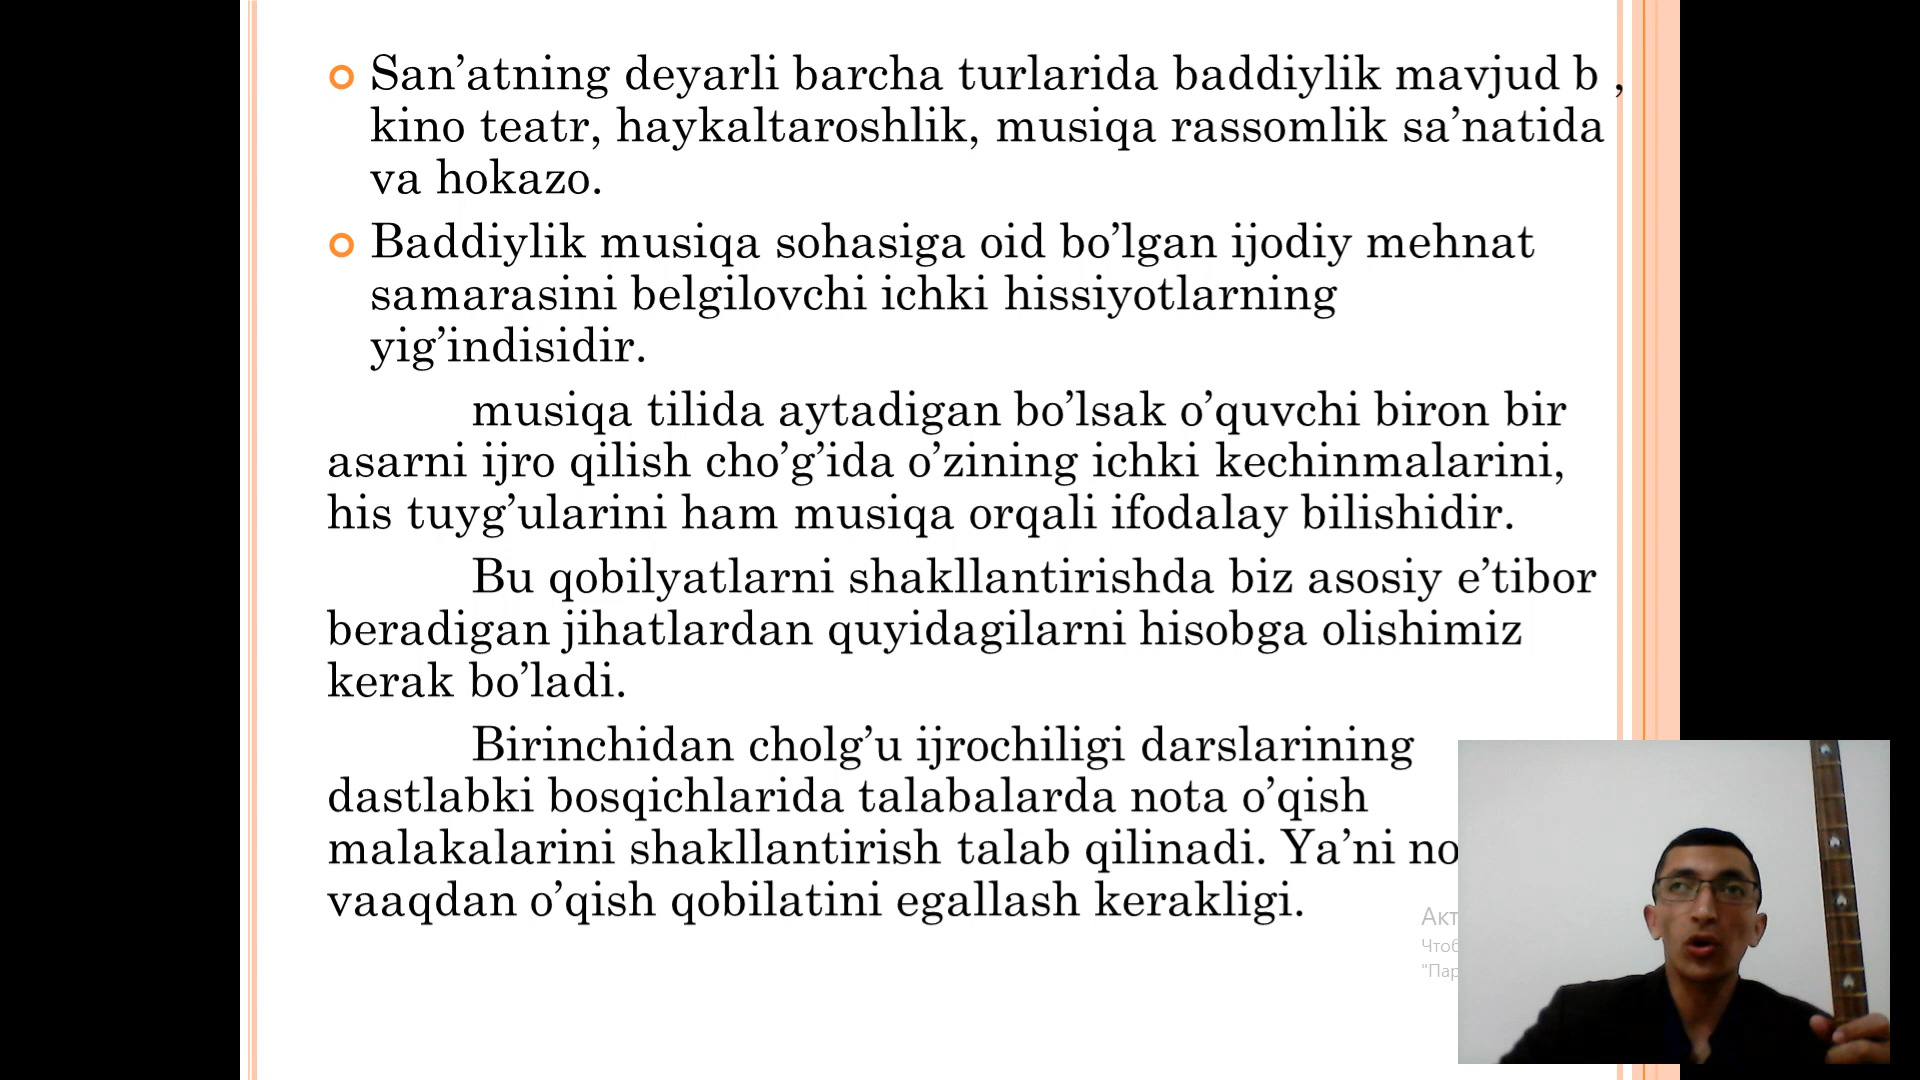 San’atning deyarli barcha turlarida baddiylik mavjud b ,
kino teatr, haykaltaroshlik, musiqa rassomlik sa’natida
va hokazo.
Baddiylik musiqa sohasiga oid bo’lgan ijodiy mehnat
samarasini belgilovchi ichki hissiyotlarning
yig’indisidir.
musiqa tilida aytadigan bo’lsak o’quvchi biron bir
asarni ijro qilish cho’g’ida o’zining ichki kechinmalarini,
his tuyg’ularini ham musiqa orqali ifodalay bilishidir.
Bu qobilyatlarni shakllantirishda biz asosiy e’tibor
beradigan jihatlardan quyidagilarni hisobga olishimiz
kerak bo’ladi.
Birinchidan cholg’u ijrochiligi darslarining
dastlabki bosqichlarida talabalarda nota o’qish
malakalarini shakllantirish talab qilinadi. Ya’ni no
vaaqdan o’qish qobilatini egallash kerakligi.
Акт
Чтоб
"Пар